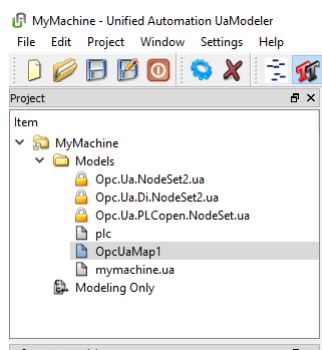 MyMachine - Unified Automation UaModeler
File Edit Project Window Settings Help
Project
Item
MyMachine
Models
Opc.Ua.NodeSet2.ua
Opc.Ua.Di.NodeSet2.ua
Opc.Ua.PLCopen.NodeSet.ua
plc
OpcUaMap1
mymachine.ua
Modeling Only